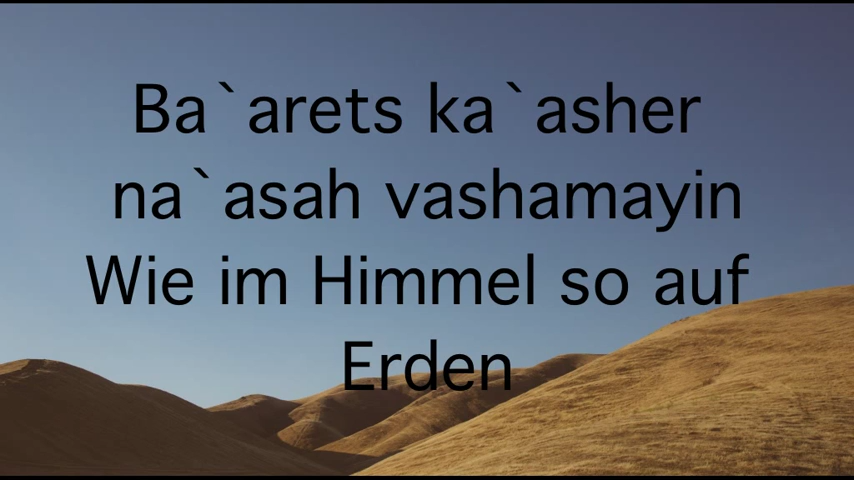 Ba`arets ka`asher
na`asah vashamayin
Wie im Himmel so auf
Erden